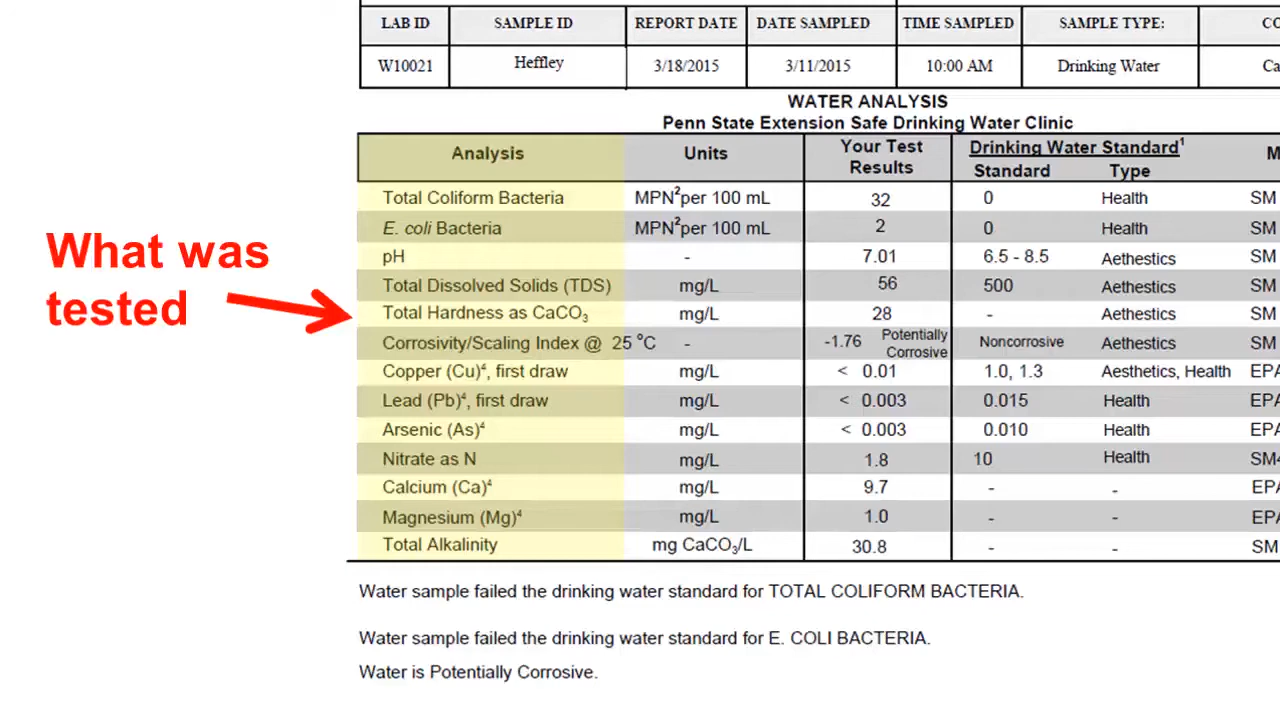 LAB ID SAMPLE ID REPORT DATE DATE SAMPLED TIME SAMPLED SAMPLE TYPE: CO
W10021 Heffley 3/18/2015 3/11/2015 10:00 AM Drinking Water Ca
WATER ANALYSIS
Penn State Extension Safe Drinking Water Clinic
Analysis Units Your Test Results Drinking Water Standard¹ Standard Type M
Total Coliform Bacteria MPN²per 100 mL 32 0 Health SM
E. coli Bacteria MPN²per 100 mL 2 0 Health SM
pH - 7.01 6.5 - 8.5 Aethestics SM
Total Dissolved Solids (TDS) mg/L 56 500 Aethestics SM
Total Hardness as CaCO₃ mg/L 28 - Aethestics SM
Corrosivity/Scaling Index @ 25 ºC - -1.76 Potentially Corrosive Noncorrosive Aethestics SM
Copper (Cu)⁴, first draw mg/L < 0.01 1.0, 1.3 Aesthetics, Health EPA
Lead (Pb)⁴, first draw mg/L < 0.003 0.015 Health EPA
Arsenic (As)⁴ mg/L < 0.003 0.010 Health EPA
Nitrate as N mg/L 1.8 10 Health SM4
Calcium (Ca)⁴ mg/L 9.7 - - EPA
Magnesium (Mg)⁴ mg/L 1.0 - - EPA
Total Alkalinity mg CaCO₃/L 30.8 - - SM
Water sample failed the drinking water standard for TOTAL COLIFORM BACTERIA.
Water sample failed the drinking water standard for E. COLI BACTERIA.
Water is Potentially Corrosive.
What was
tested